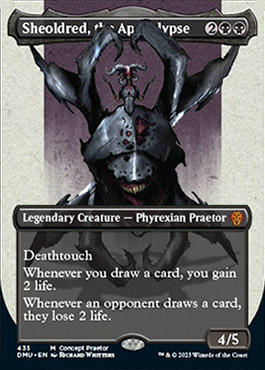 Sheoldred, the Apocalypse 2
Legendary Creature — Phyrexian Praetor
Deathtouch
Whenever you draw a card, you gain
2 life.
Whenever an opponent draws a card,
they lose 2 life.
4/5
435 M Concept Praetor
DMU • EN Richard Whitters ™ & © 2023 Wizards of the Coast